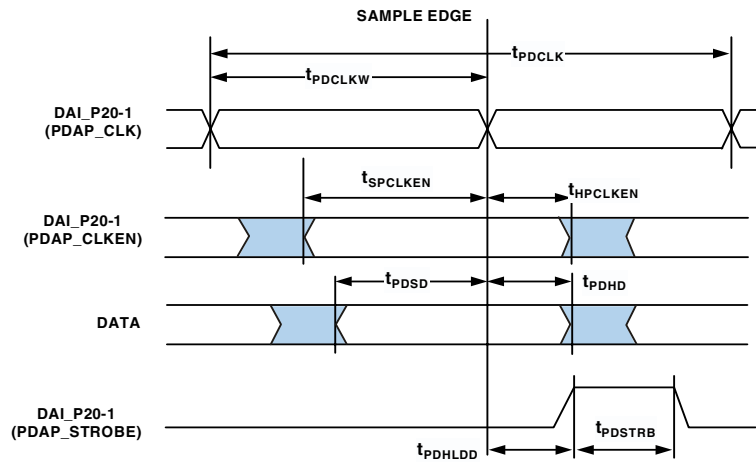 SAMPLE EDGE
tPDCLK
tPDCLKW
DAI_P20-1
(PDAP_CLK)
tSPCLKEN
tHPCLKEN
DAI_P20-1
(PDAP_CLKEN)
tPDSD
tPDHD
DATA
DAI_P20-1
(PDAP_STROBE)
tPDHLDD
tPDSTRB